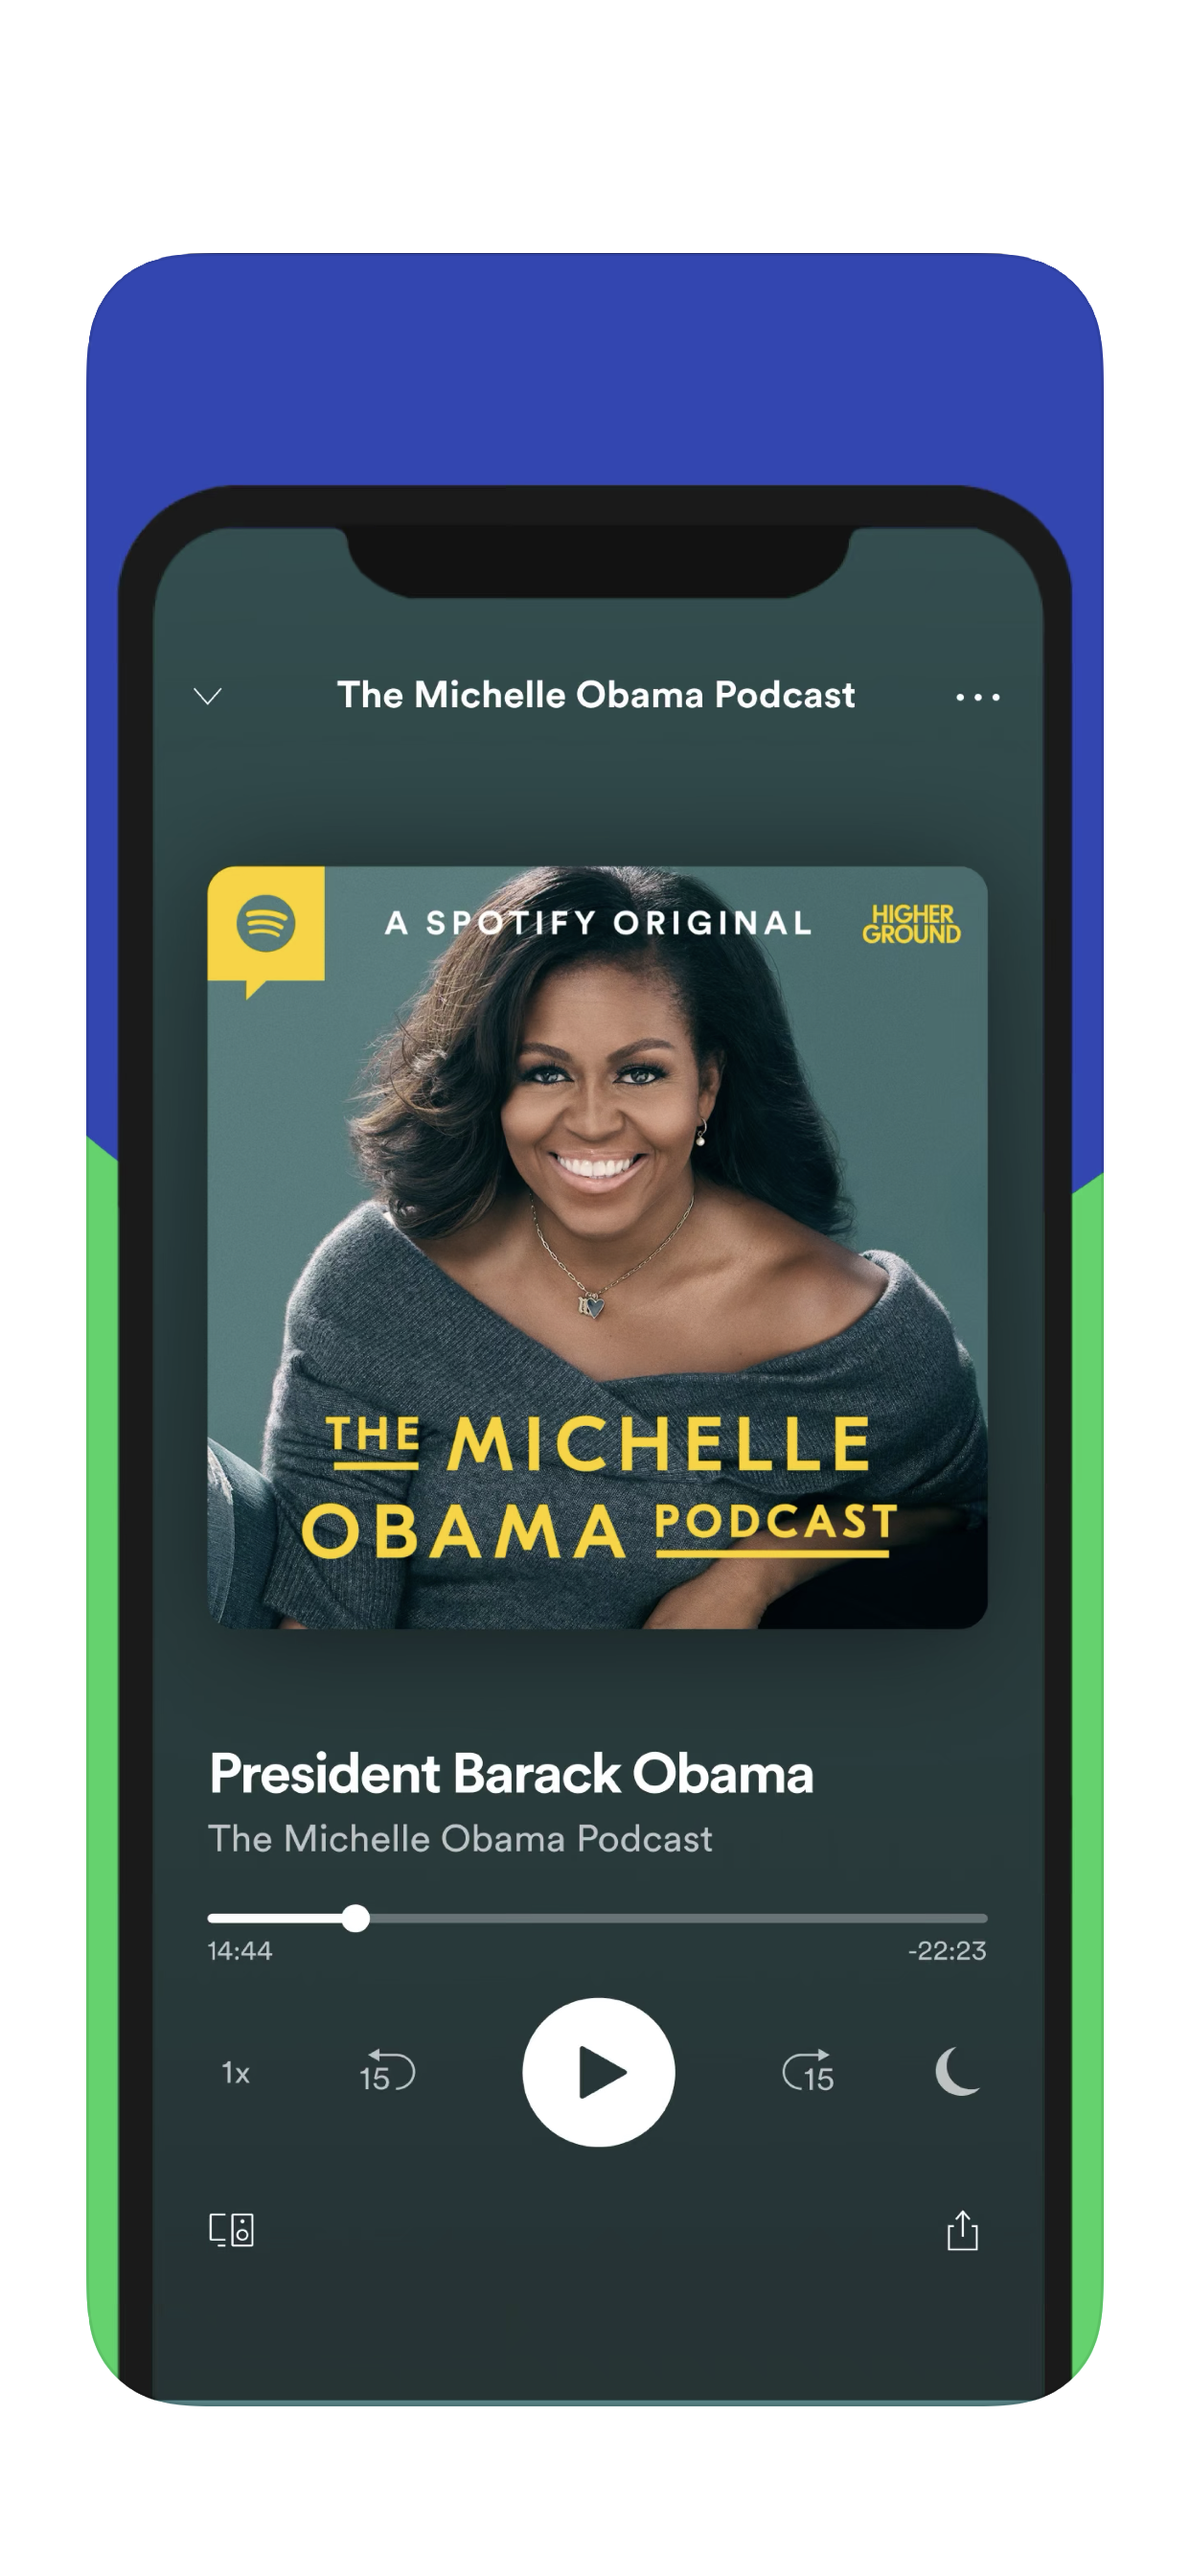 The Michelle Obama Podcast
A SPOTIFY ORIGINAL
HIGHER
GROUND
THE MICHELLE
OBAMA PODCAST
President Barack Obama
The Michelle Obama Podcast
14:44
-22:23
1x
15
15